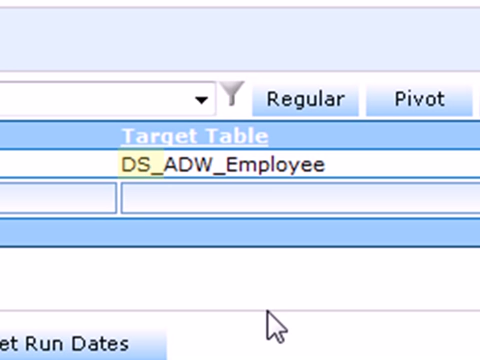 Regular Pivot
Target Table
DS_ADW_Employee
et Run Dates